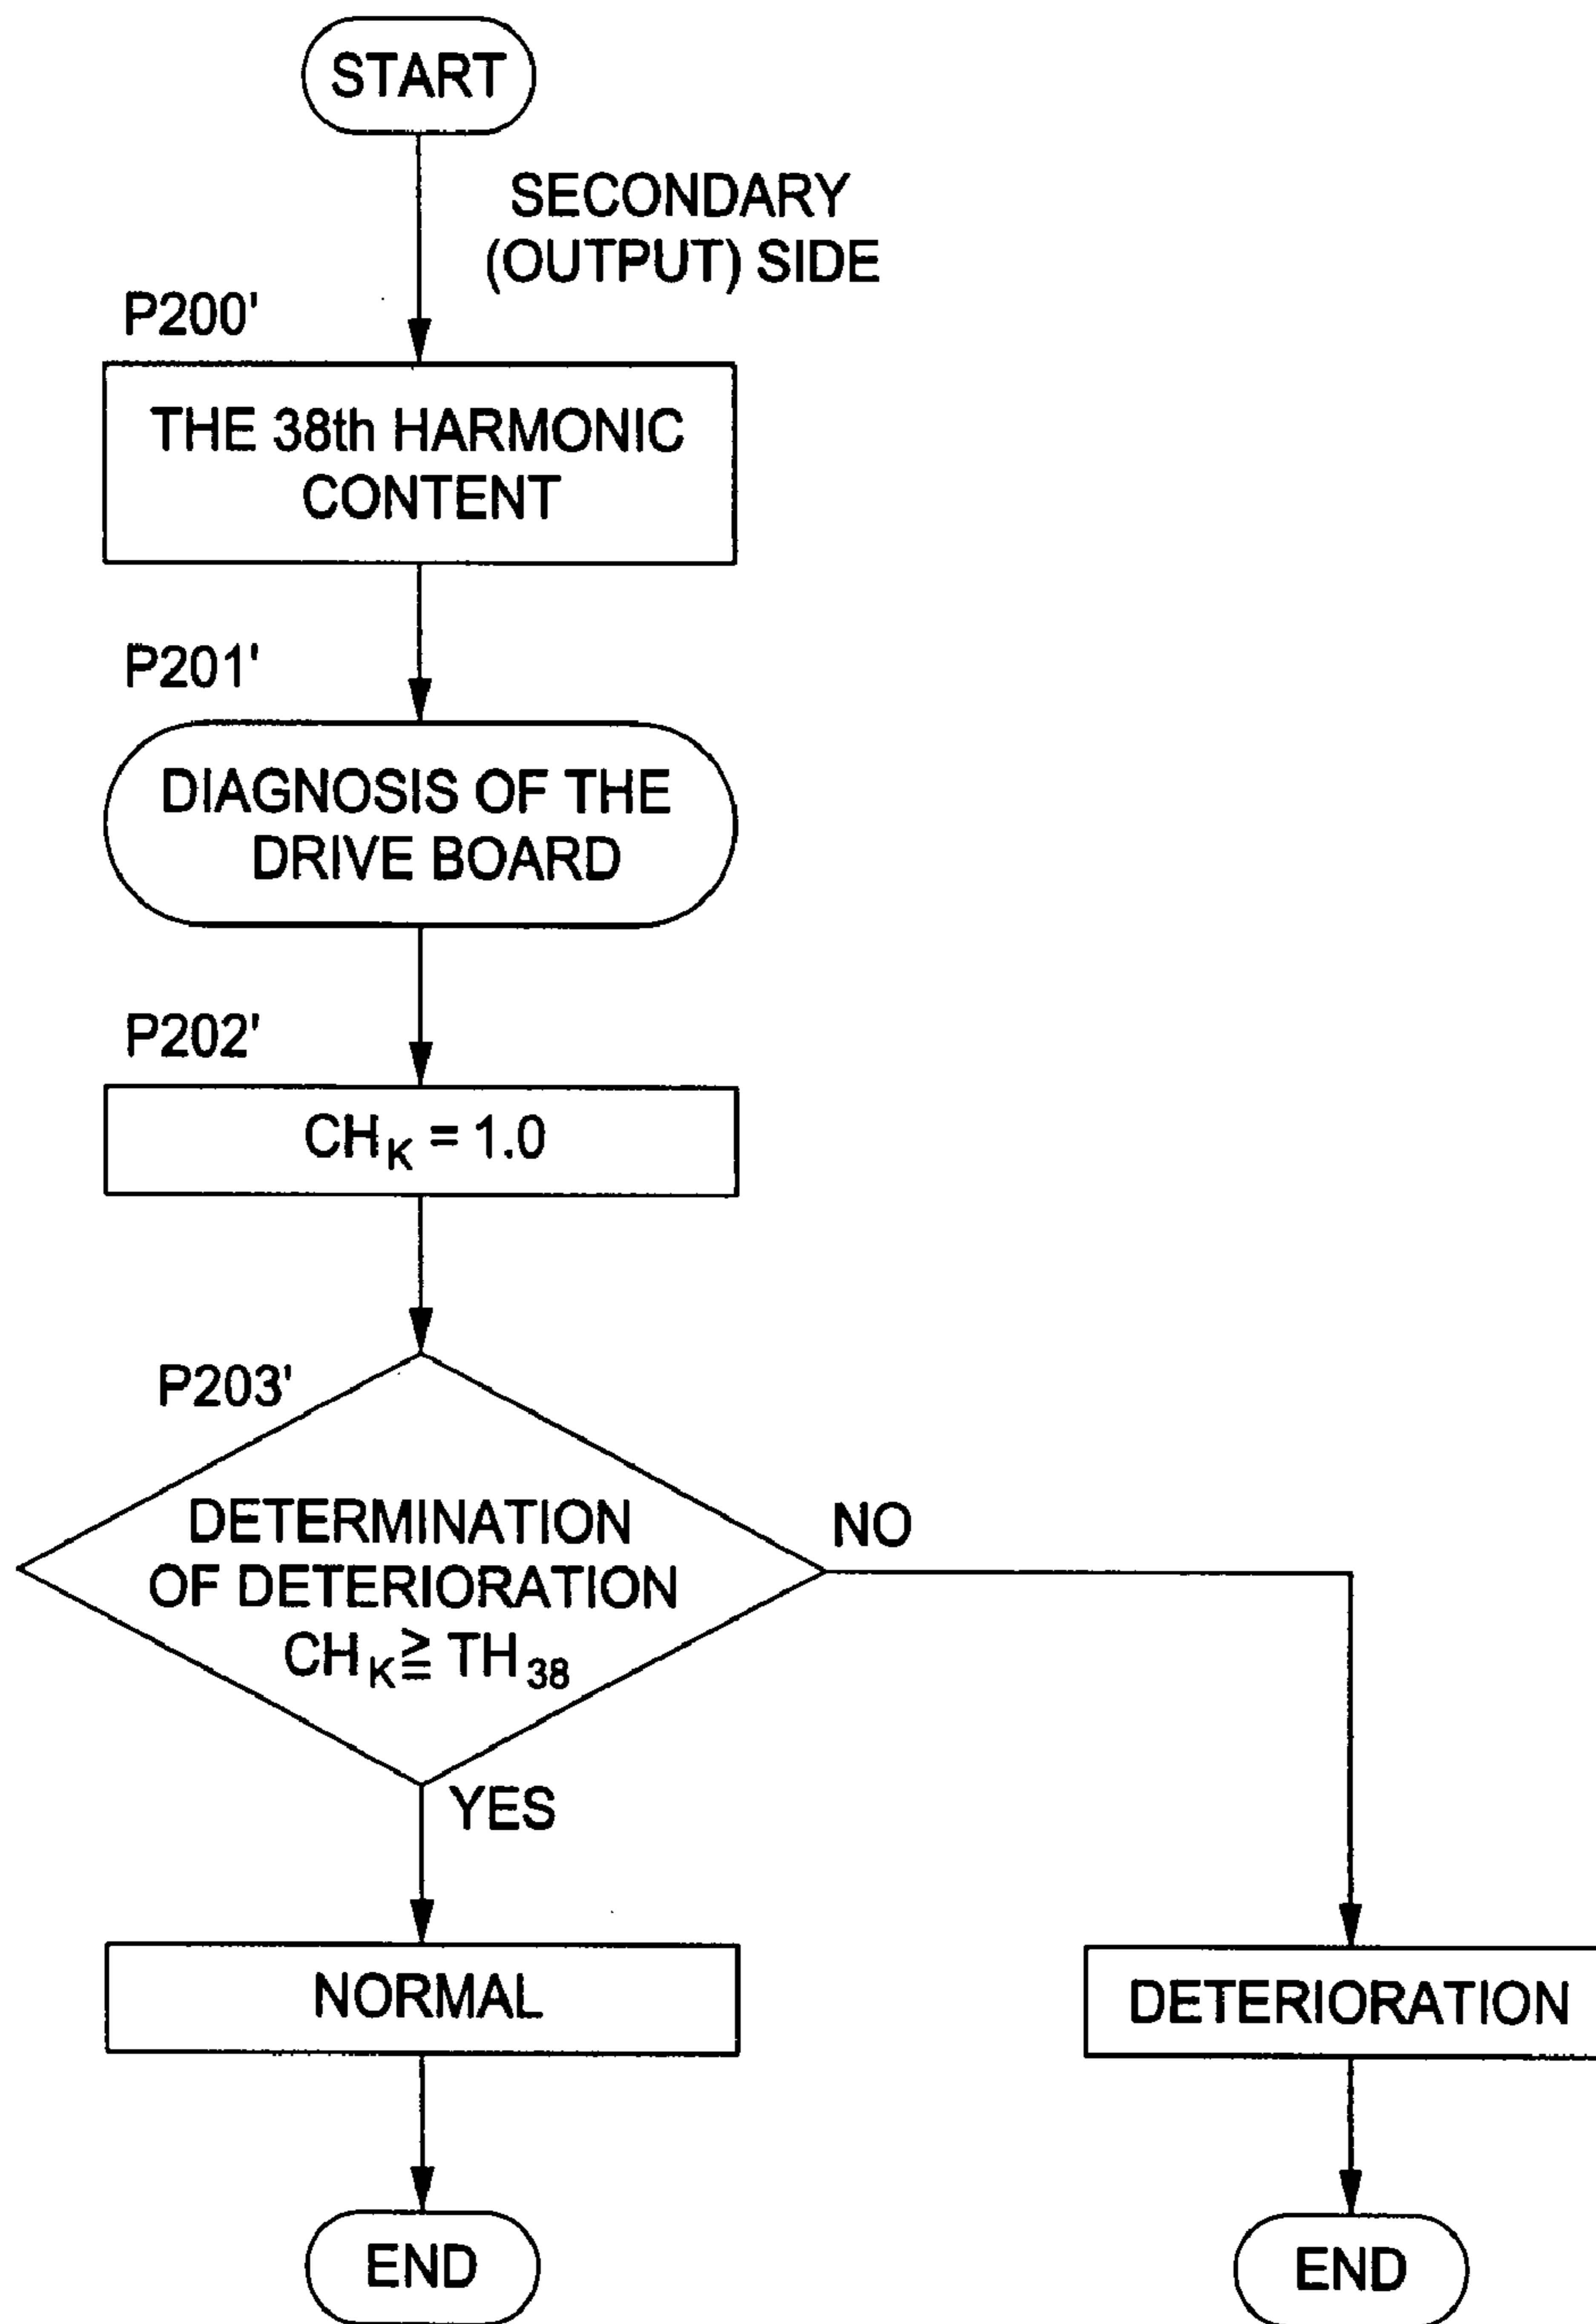 START
SECONDARY
(OUTPUT) SIDE
P200'
THE 38th HARMONIC
CONTENT
P201'
DIAGNOSIS OF THE
DRIVE BOARD
P202'
CHK = 1.0
P203'
DETERMINATION
OF DETERIORATION
CHK ≧ TH38
NO
YES
NORMAL
DETERIORATION
END
END